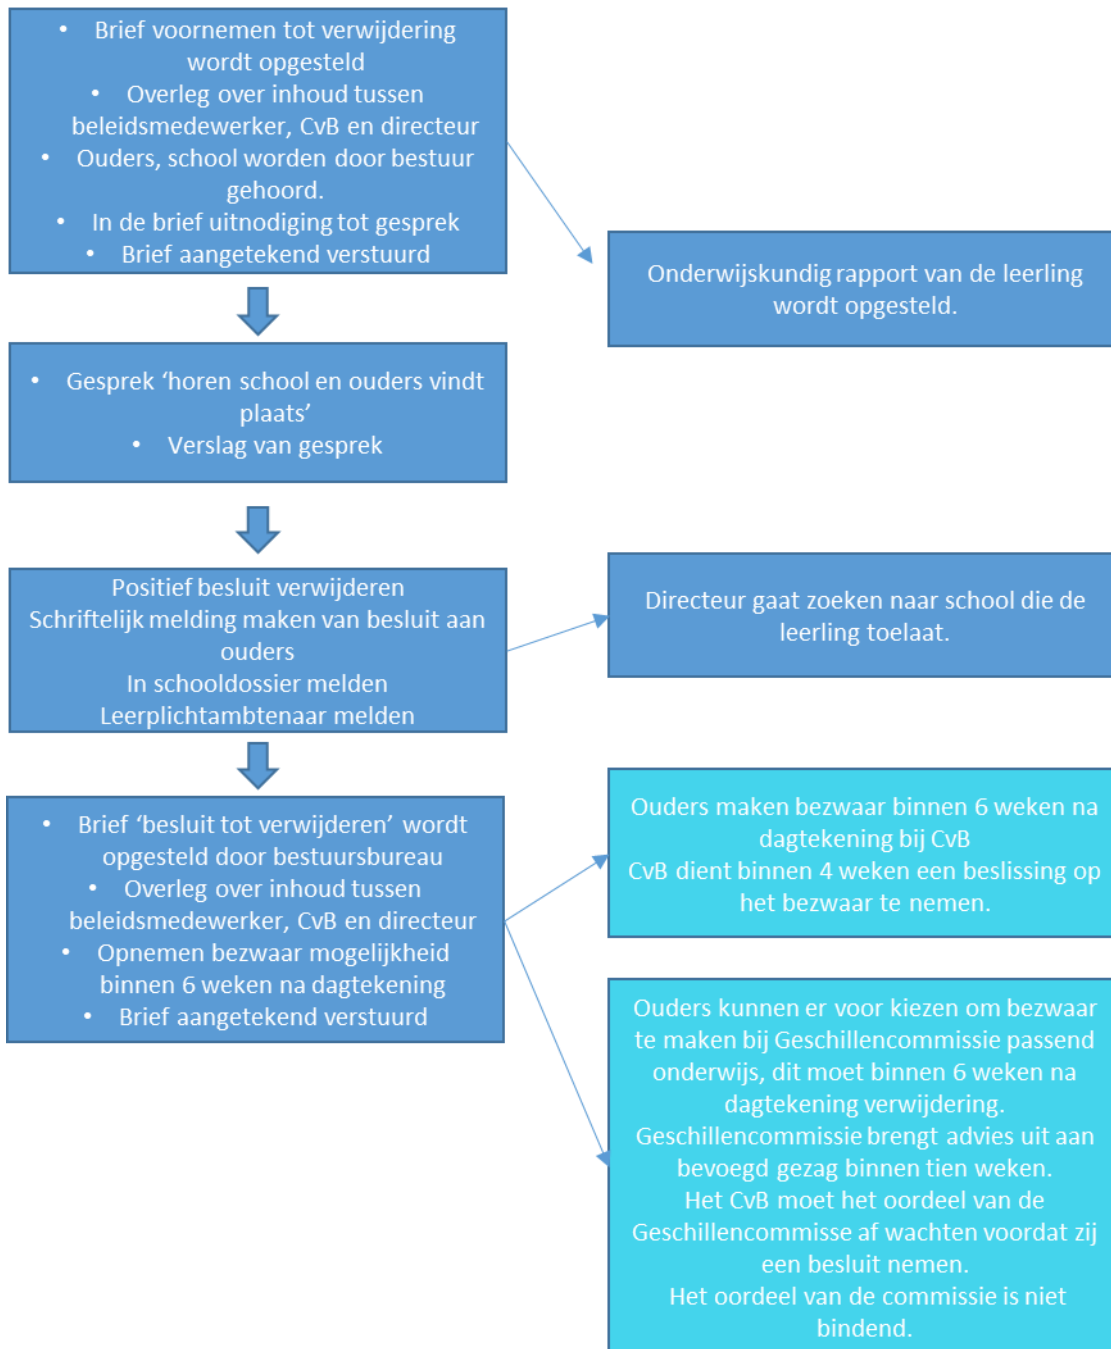 • Brief voornemen tot verwijdering
wordt opgesteld
• Overleg over inhoud tussen
beleidsmedewerker, CvB en directeur
• Ouders, school worden door bestuur
gehoord.
• In de brief uitnodiging tot gesprek
• Brief aangetekend verstuurd
Onderwijskundig rapport van de leerling
wordt opgesteld.
• Gesprek ‘horen school en ouders vindt
plaats’
• Verslag van gesprek
Positief besluit verwijderen
Schriftelijk melding maken van besluit aan
ouders
In schooldossier melden
Leerplichtambtenaar melden
Directeur gaat zoeken naar school die de
leerling toelaat.
• Brief ‘besluit tot verwijderen’ wordt
opgesteld door bestuursbureau
• Overleg over inhoud tussen
beleidsmedewerker, CvB en directeur
• Opnemen bezwaar mogelijkheid
binnen 6 weken na dagtekening
• Brief aangetekend verstuurd
Ouders maken bezwaar binnen 6 weken na
dagtekening bij CvB
CvB dient binnen 4 weken een beslissing op
het bezwaar te nemen.
Ouders kunnen er voor kiezen om bezwaar
te maken bij Geschillencommissie passend
onderwijs, dit moet binnen 6 weken na
dagtekening verwijdering.
Geschillencommissie brengt advies uit aan
bevoegd gezag binnen tien weken.
Het CvB moet het oordeel van de
Geschillencommisse af wachten voordat zij
een besluit nemen.
Het oordeel van de commissie is niet
bindend.